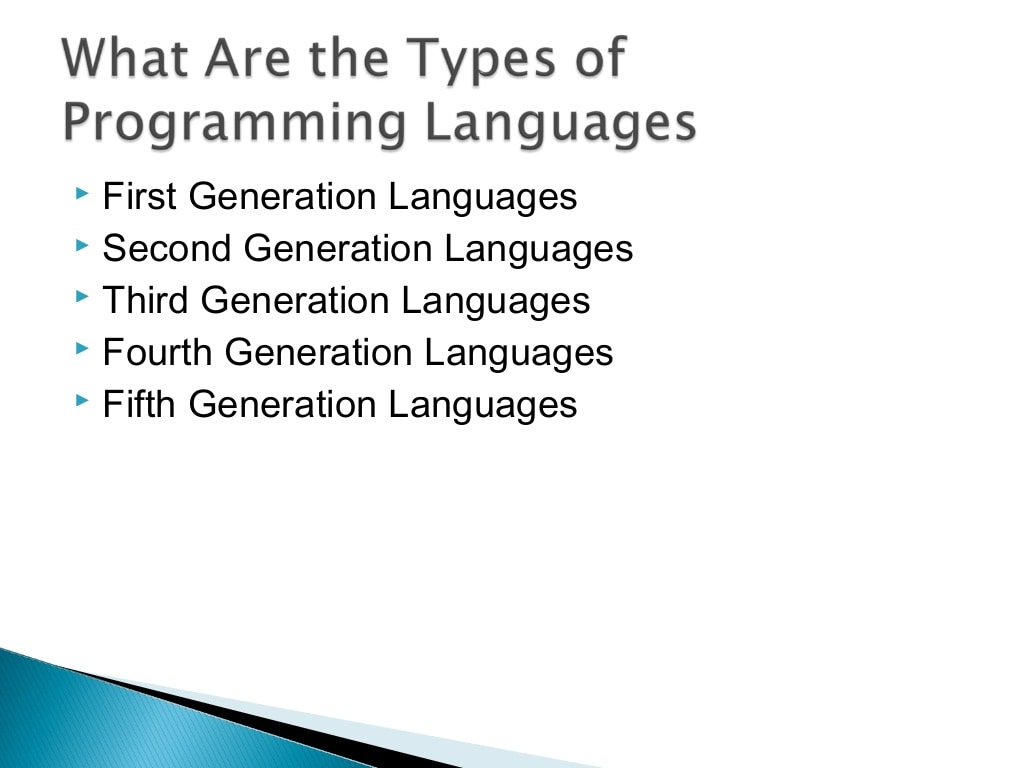 What Are the Types of
Programming Languages
First Generation Languages
Second Generation Languages
Third Generation Languages
Fourth Generation Languages
Fifth Generation Languages